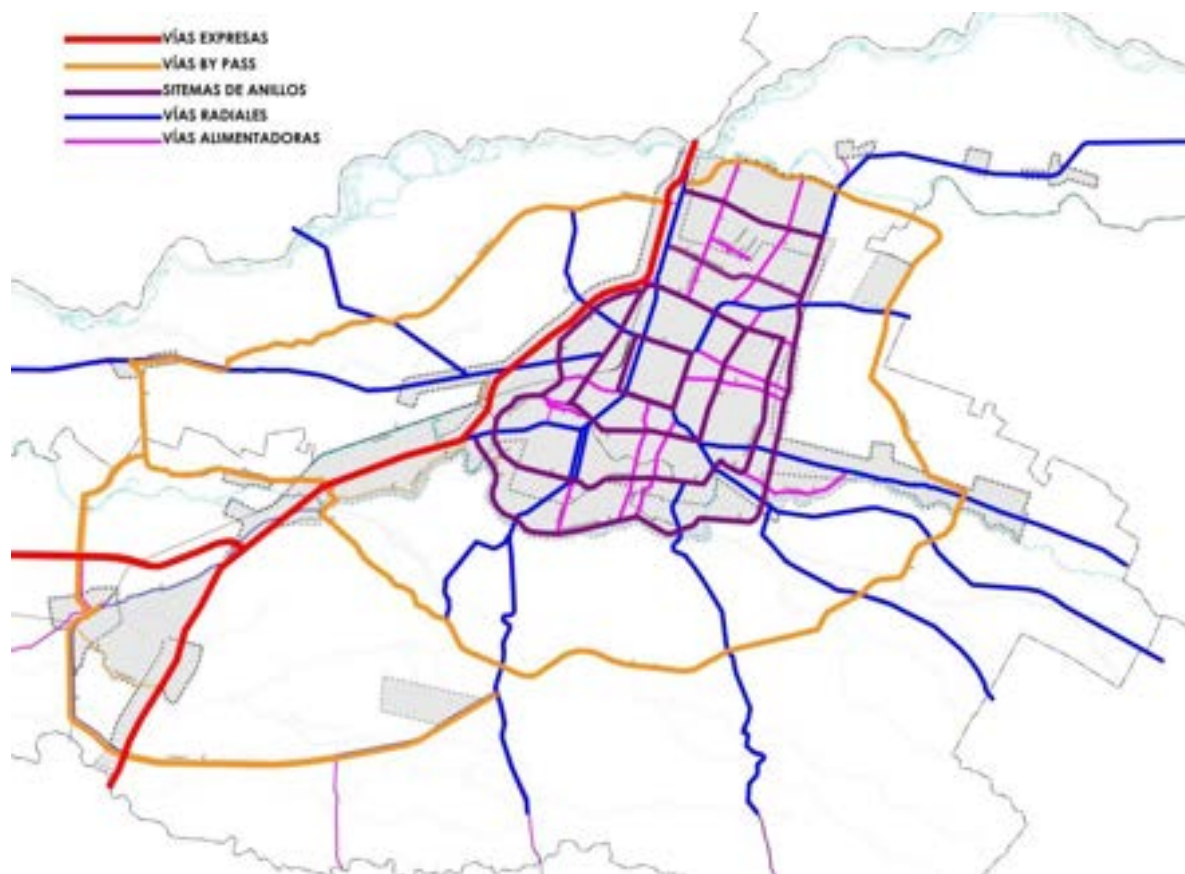 VÍAS EXPRESAS
VÍAS BY PASS
SITEMAS DE ANILLOS
VÍAS RADIALES
VÍAS ALIMENTADORAS